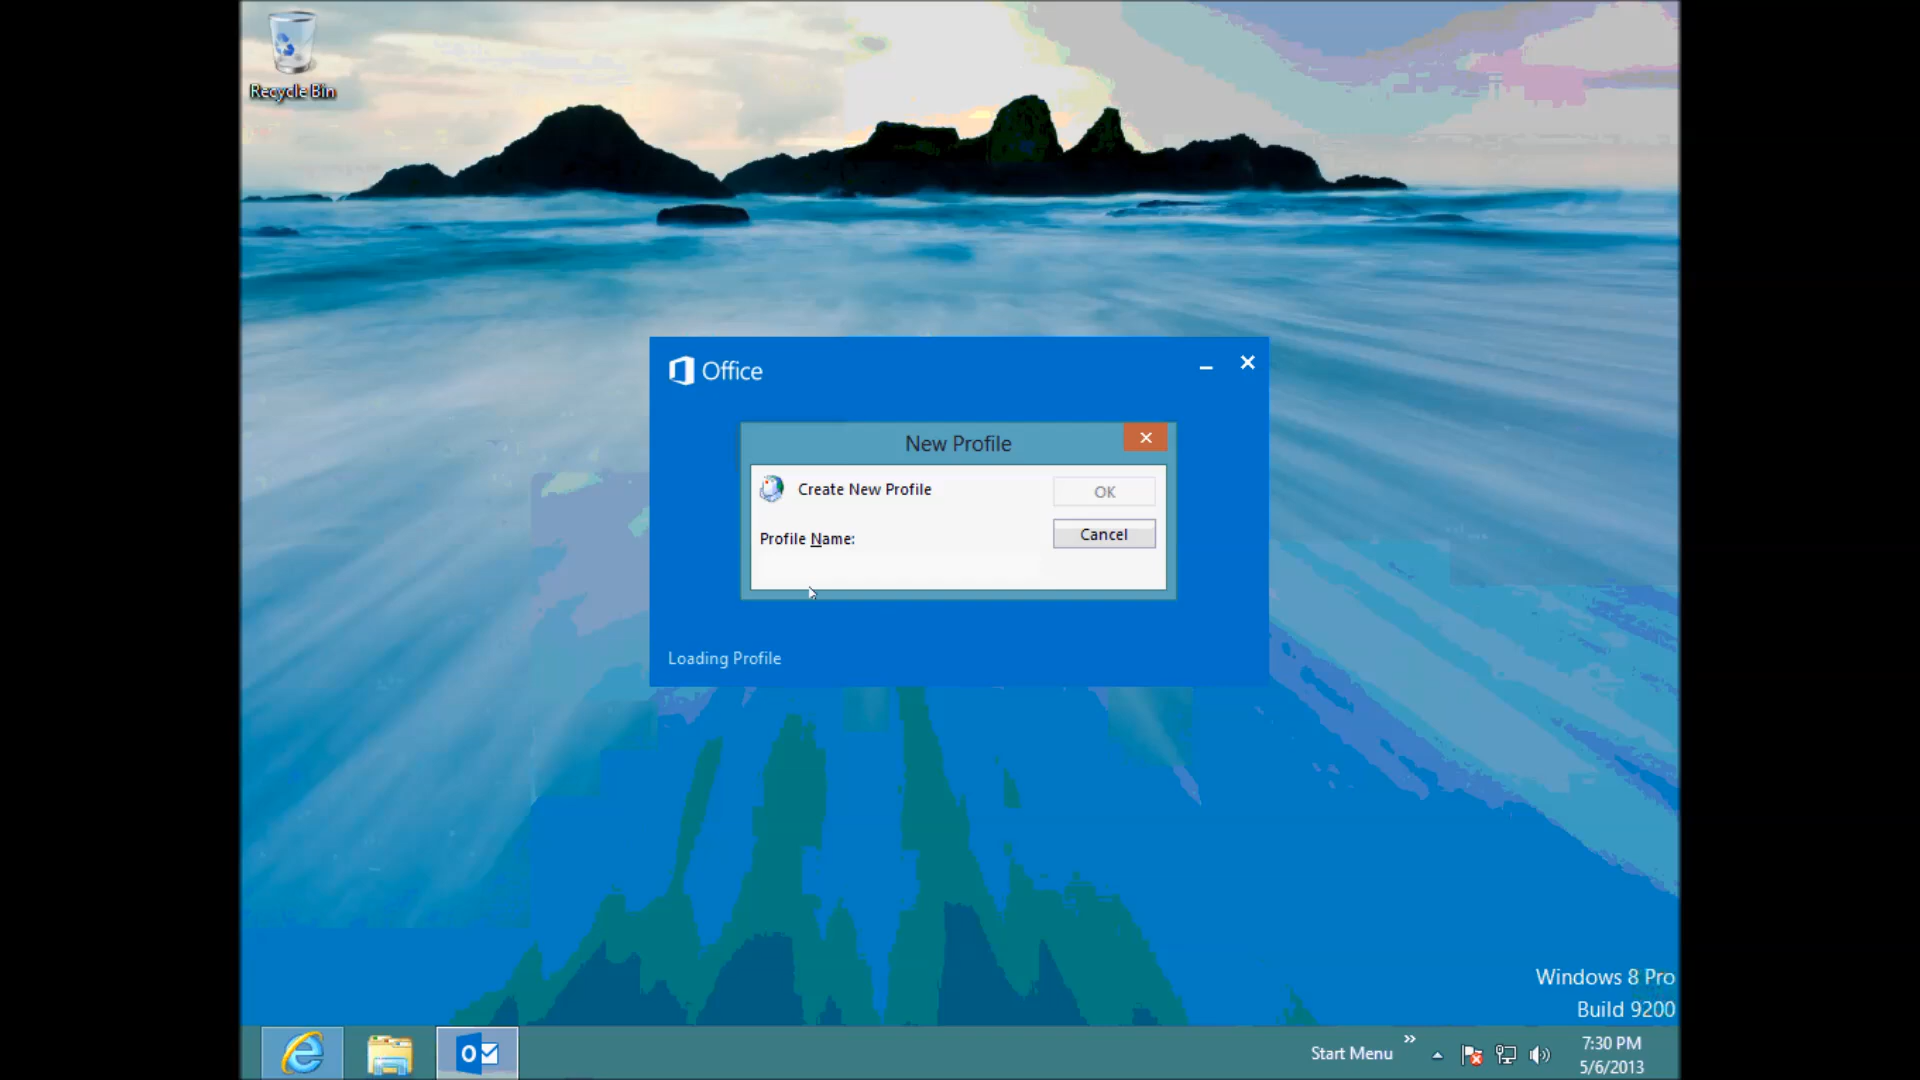 Recycle Bin
Office
New Profile
Create New Profile
OK
Profile Name:
Cancel
Loading Profile
Windows 8 Pro
Build 9200
Start Menu
7:30 PM
5/6/2013